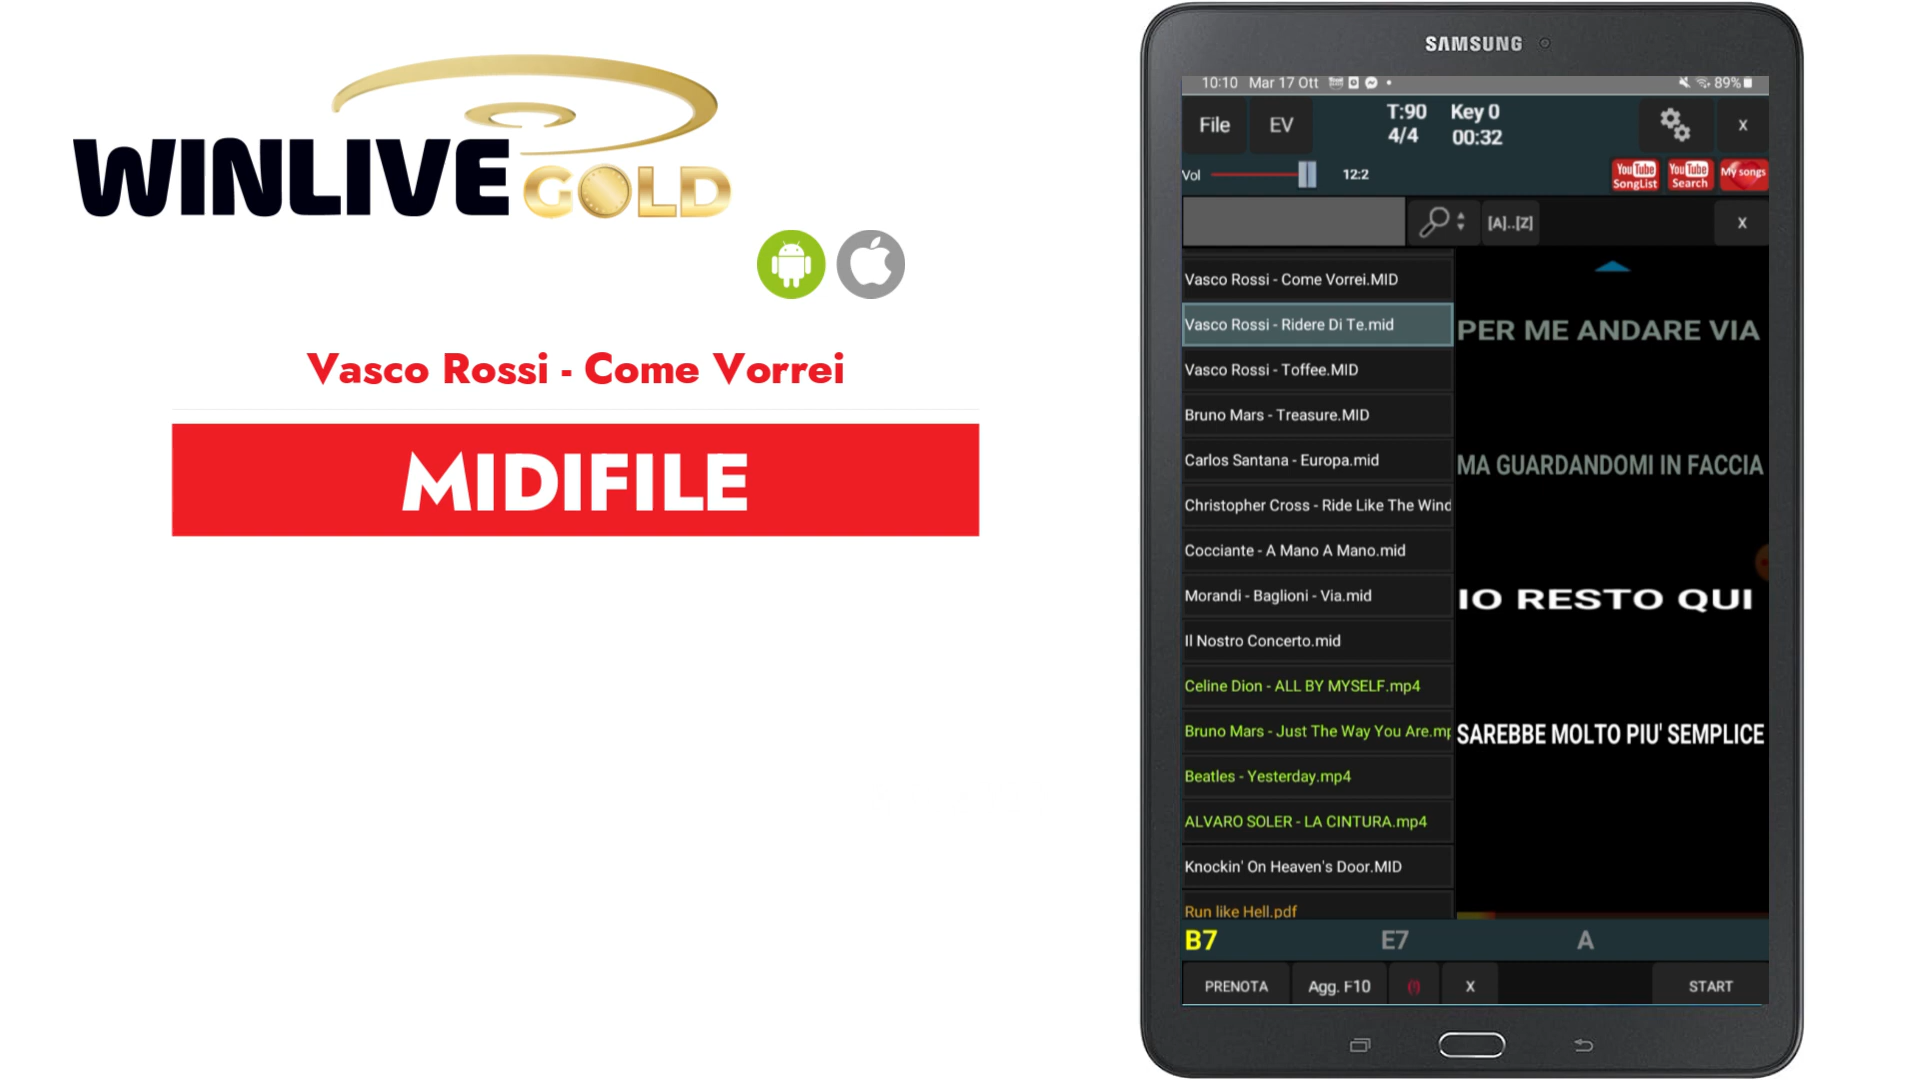 WINLIVE
GOLD
Vasco Rossi - Come Vorrei
MIDIFILE
SAMSUNG
10:10 Mar 17 Ott
89%
File
EV
T:90
4/4
Key 0
00:32
x
Vol
12:2
YouTube
SongList
YouTube
Search
My songs
[A]..[Z]
x
Vasco Rossi - Come Vorrei.MID
Vasco Rossi - Ridere Di Te.mid
Vasco Rossi - Toffee.MID
Bruno Mars - Treasure.MID
Carlos Santana - Europa.mid
Christopher Cross - Ride Like The Wind
Cocciante - A Mano A Mano.mid
Morandi - Baglioni - Via.mid
Il Nostro Concerto.mid
Celine Dion - ALL BY MYSELF.mp4
Bruno Mars - Just The Way You Are.mp
Beatles - Yesterday.mp4
ALVARO SOLER - LA CINTURA.mp4
Knockin' On Heaven's Door.MID
Run like Hell.pdf
PER ME ANDARE VIA
MA GUARDANDOMI IN FACCIA
IO RESTO QUI
SAREBBE MOLTO PIU' SEMPLICE
B7
E7
A
PRENOTA
Agg. F10
x
START